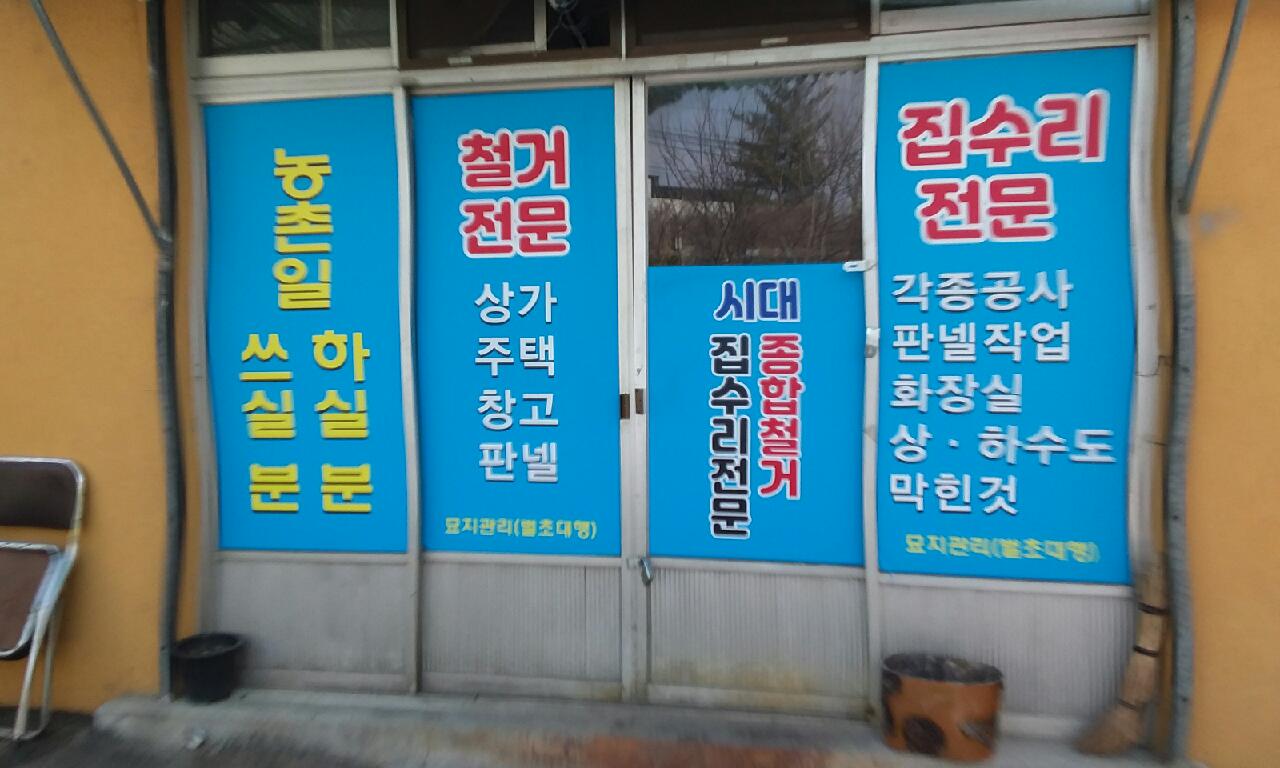 농촌일
하실 분
쓰실 분
철거
전문
상가
주택
창고
판넬
묘지관리(벌초대행)
시대
종합철거
집수리전문
집수리
전문
각종공사
판넬작업
화장실
상·하수도
막힌것
묘지관리(벌초대행)